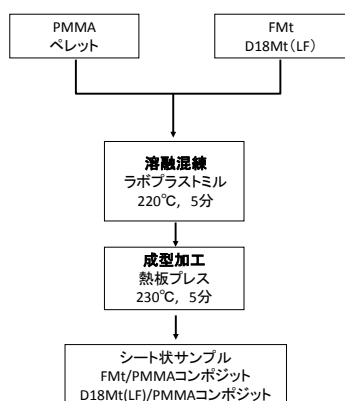 PMMA
ペレット
FMt
D18Mt(LF)
溶融混練
ラボプラストミル
220℃, 5分
成型加工
熱板プレス
230℃, 5分
シート状サンプル
FMt/PMMAコンポジット
D18Mt(LF)/PMMAコンポジット